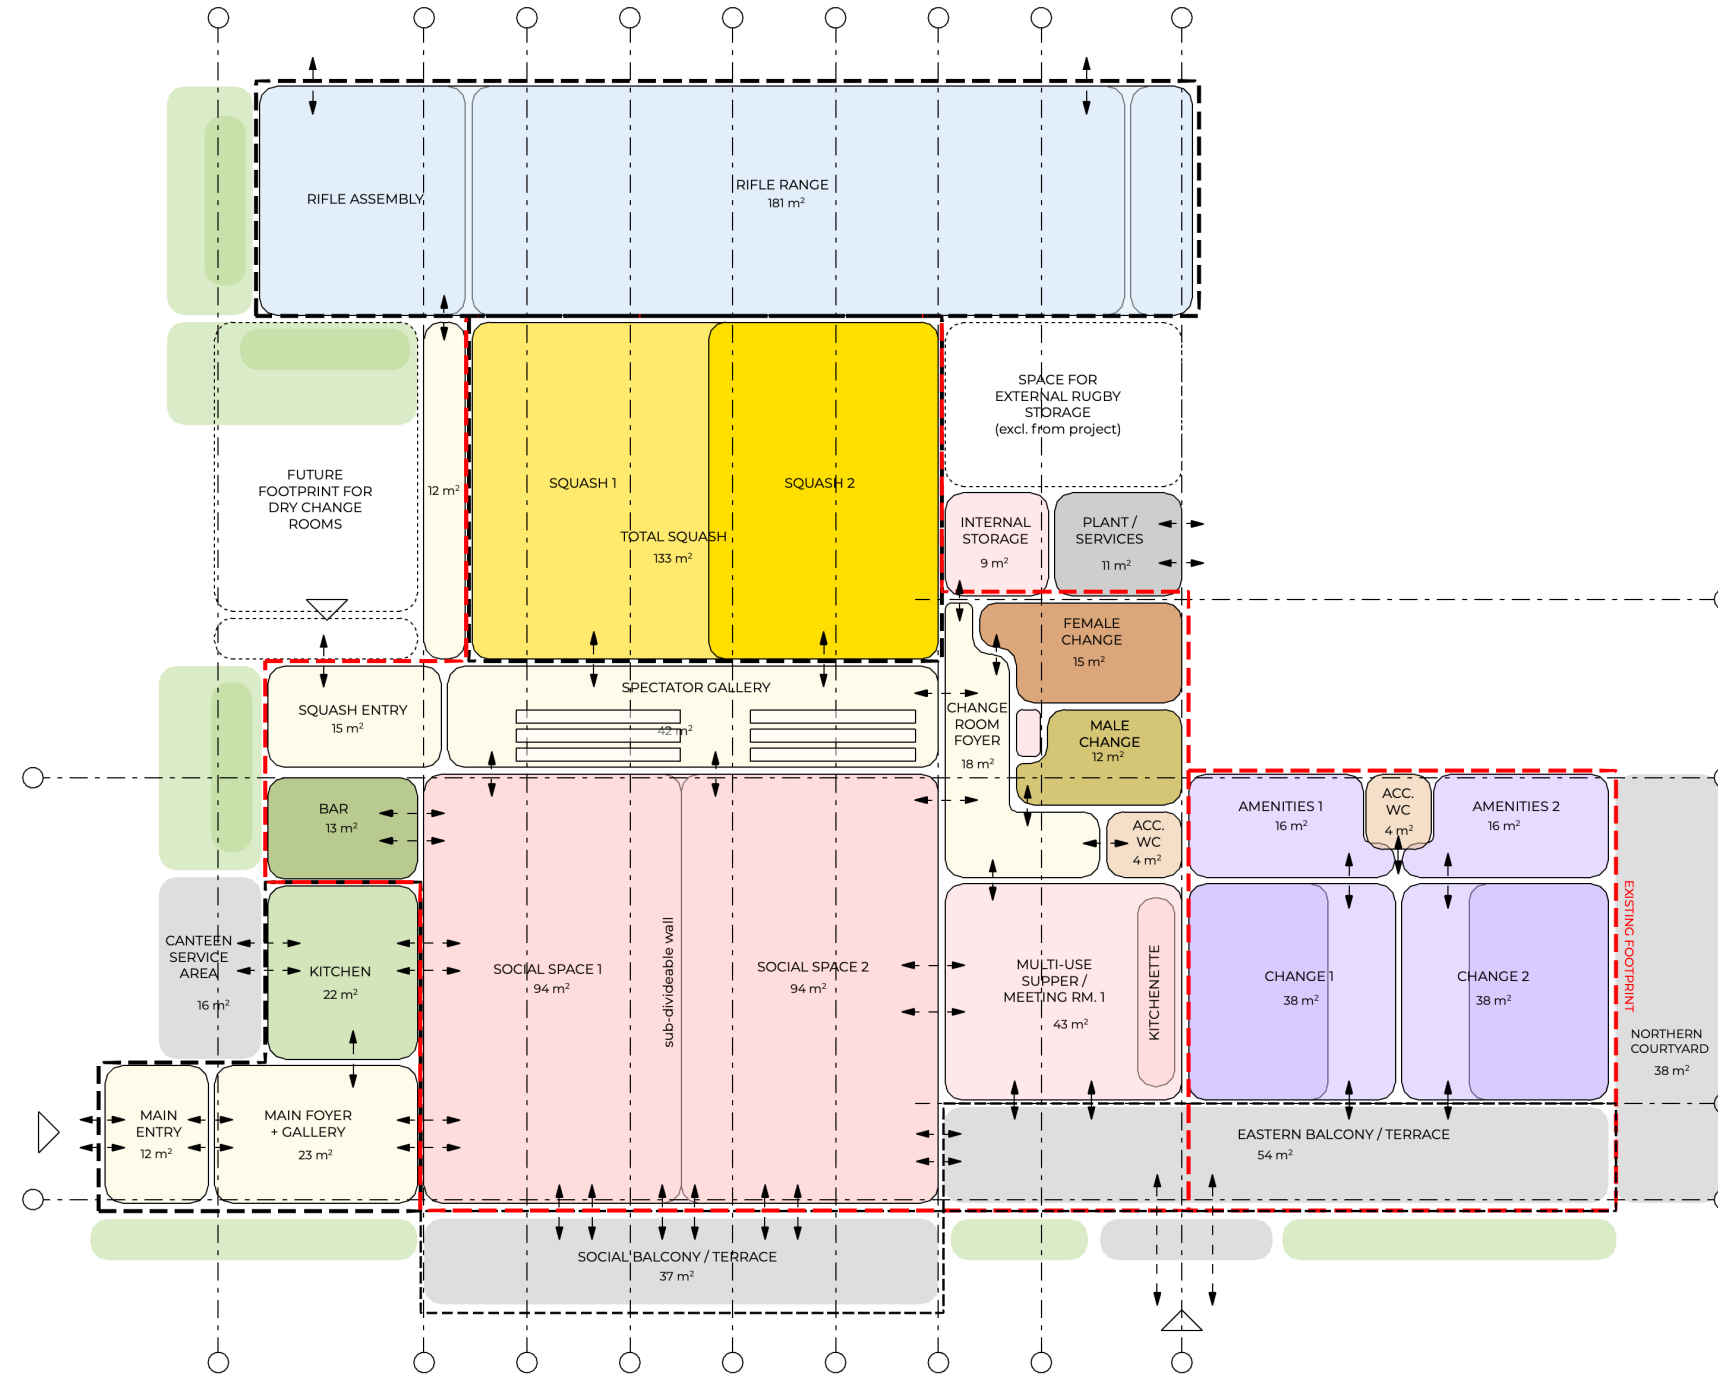 RIFLE ASSEMBLY
RIFLE RANGE
181 m²
SPACE FOR
EXTERNAL RUGBY
STORAGE
(excl. from project)
FUTURE
FOOTPRINT FOR
DRY CHANGE
ROOMS
12 m²
SQUASH 1
SQUASH 2
TOTAL SQUASH
133 m²
INTERNAL
STORAGE
9 m²
PLANT /
SERVICES
11 m²
FEMALE
CHANGE
15 m²
SQUASH ENTRY
15 m²
SPECTATOR GALLERY
42 m²
CHANGE
ROOM
FOYER
18 m²
MALE
CHANGE
12 m²
BAR
13 m²
ACC.
WC
4 m²
AMENITIES 1
16 m²
ACC.
WC
4 m²
AMENITIES 2
16 m²
CANTEEN
SERVICE
AREA
16 m²
KITCHEN
22 m²
SOCIAL SPACE 1
94 m²
sub-divideable wall
SOCIAL SPACE 2
94 m²
MULTI-USE
SUPPER /
MEETING RM. 1
43 m²
KITCHENETTE
CHANGE 1
38 m²
CHANGE 2
38 m²
EXISTING FOOTPRINT
NORTHERN
COURTYARD
38 m²
MAIN
ENTRY
12 m²
MAIN FOYER
+ GALLERY
23 m²
EASTERN BALCONY / TERRACE
54 m²
SOCIAL BALCONY / TERRACE
37 m²